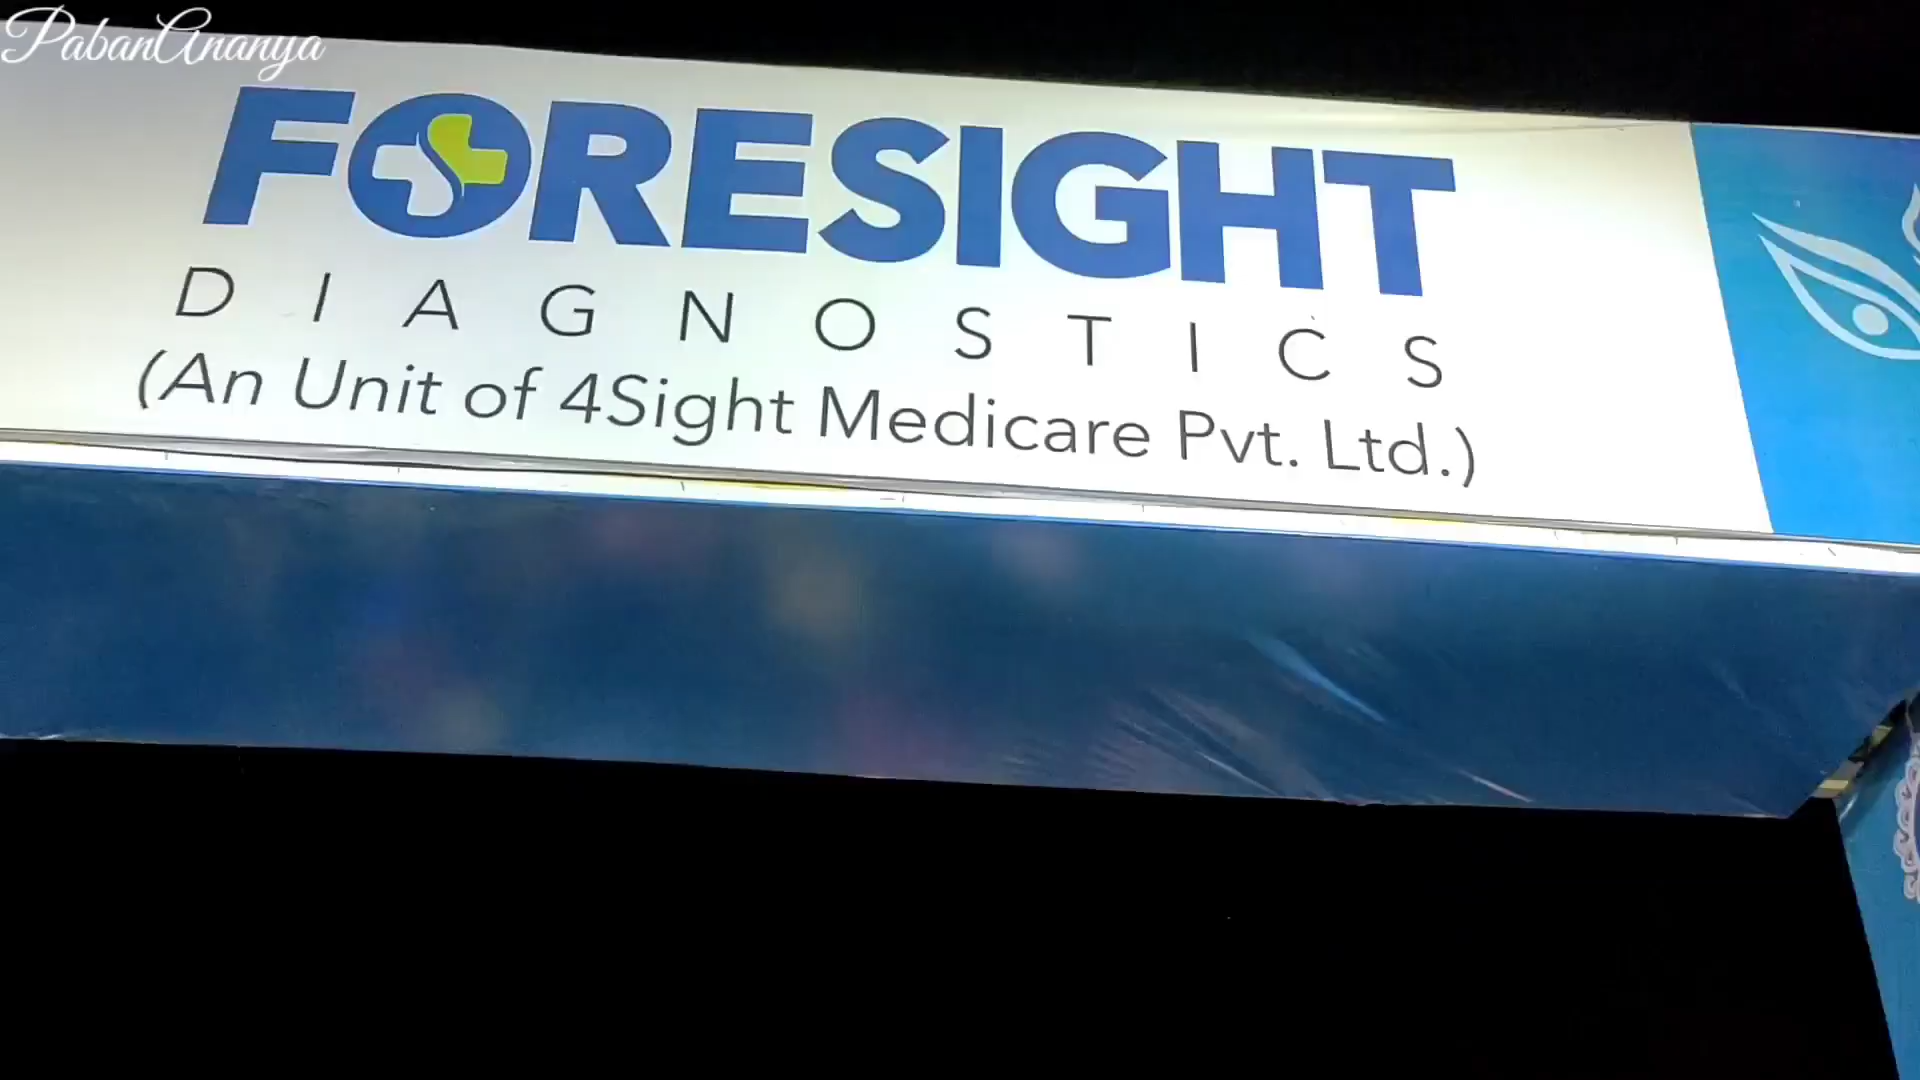 PabanAnanya
FORESIGHT
DIAGNOSTICS
(An Unit of 4Sight Medicare Pvt. Ltd.)